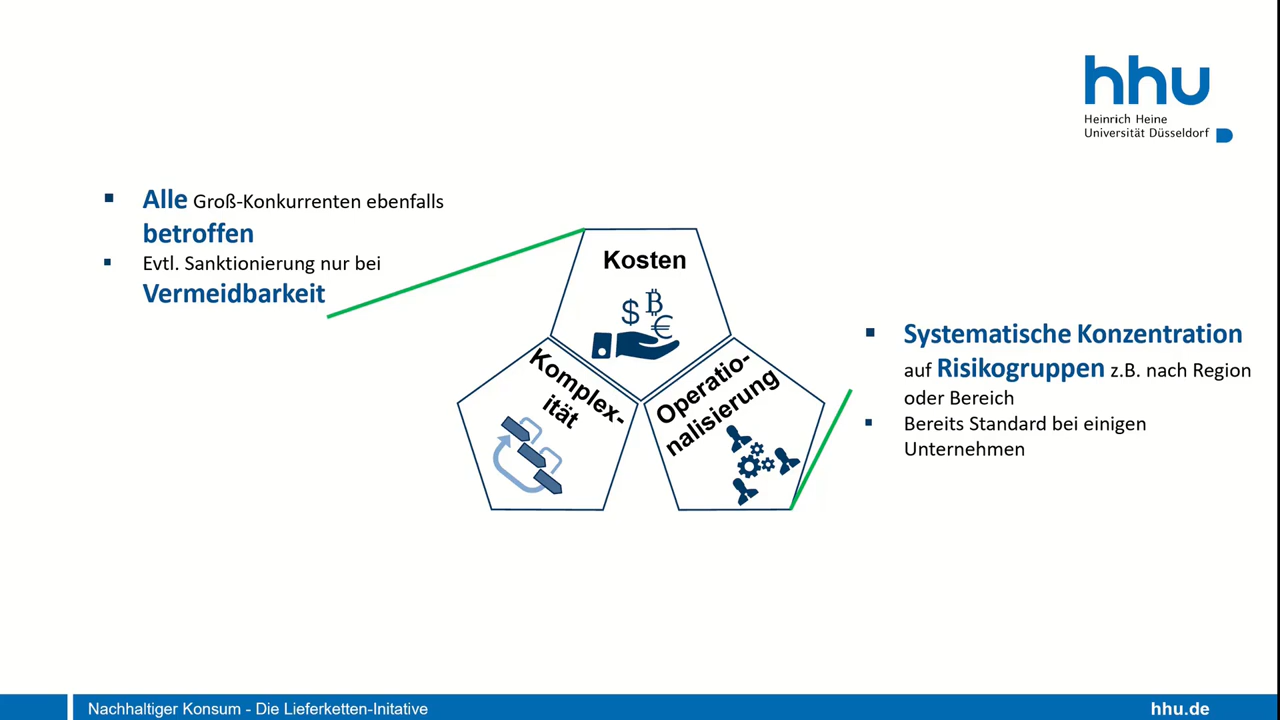 hhu
Heinrich Heine
Universität Düsseldorf
▪ Alle Groß-Konkurrenten ebenfalls
betroffen
▪ Evtl. Sanktionierung nur bei
Vermeidbarkeit
Kosten
$ ₿ €
Komplex-
ität
Operatio-
nalisierung
▪ Systematische Konzentration
auf Risikogruppen z.B. nach Region
oder Bereich
▪ Bereits Standard bei einigen
Unternehmen
Nachhaltiger Konsum - Die Lieferketten-Initative
hhu.de